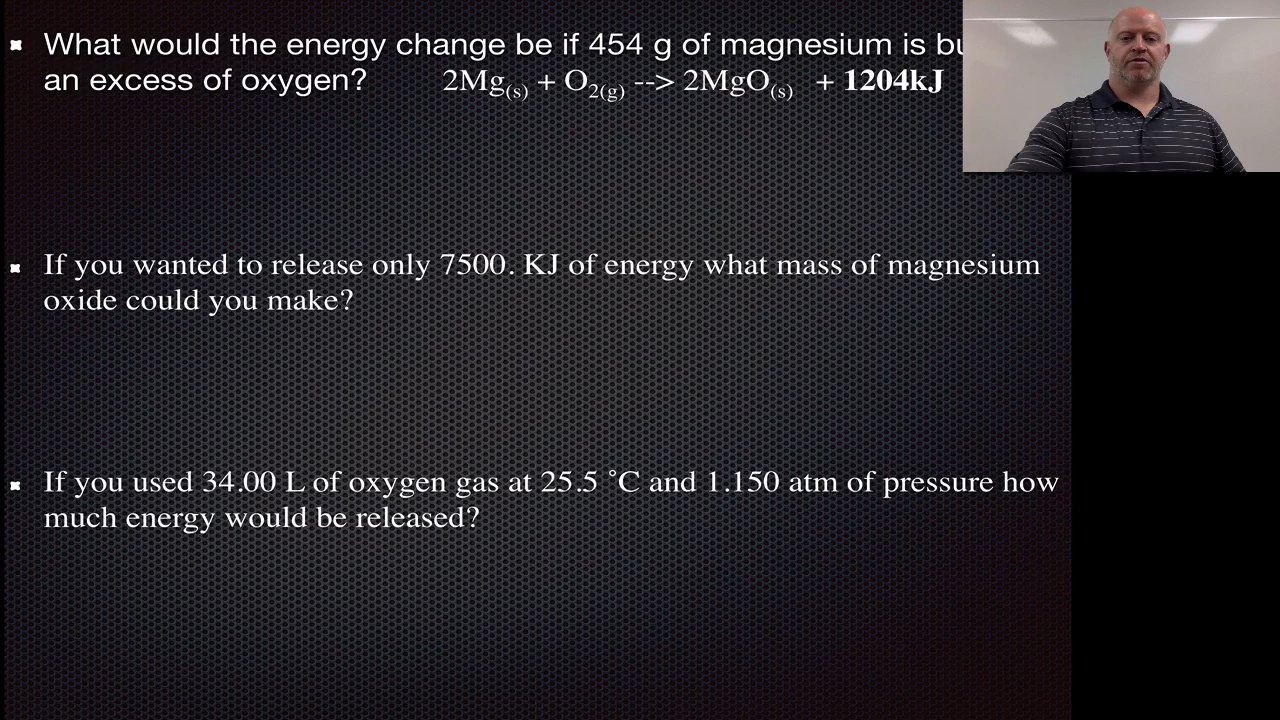 What would the energy change be if 454 g of magnesium is
an excess of oxygen? 2Mg(s) + O2(g) --> 2MgO(s) + 1204kJ
If you wanted to release only 7500. KJ of energy what mass of magnesium
oxide could you make?
If you used 34.00 L of oxygen gas at 25.5 °C and 1.150 atm of pressure how
much energy would be released?